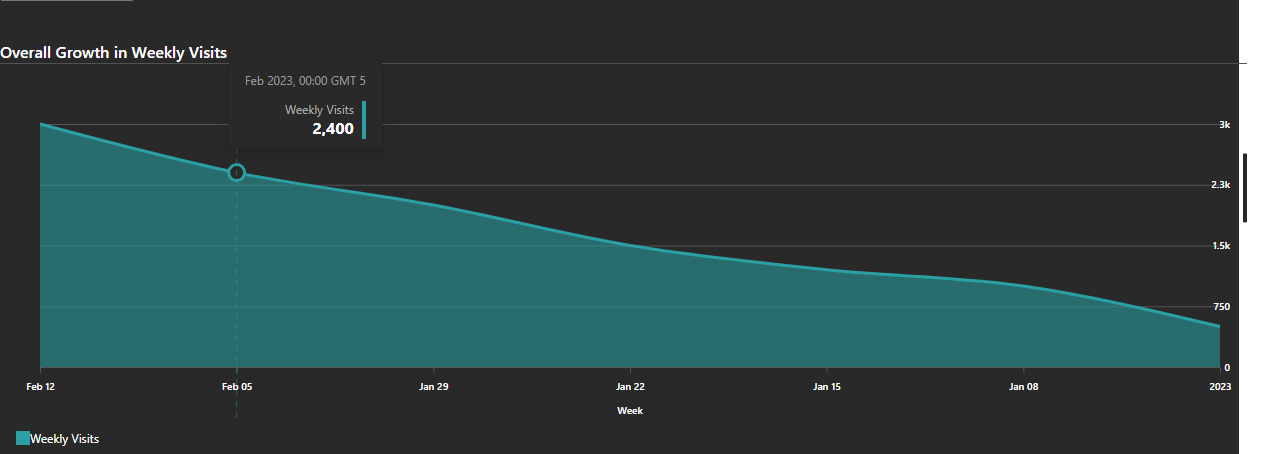 Overall Growth in Weekly Visits
Feb 2023, 00:00 GMT 5
Weekly Visits
2,400
3k
2.3k
1.5k
750
0
Feb 12 Feb 05 Jan 29 Jan 22 Jan 15 Jan 08 2023
Week
Weekly Visits